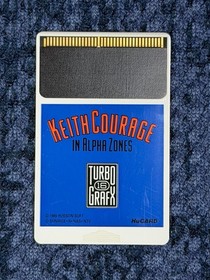 KEITH COURAGE
IN ALPHA ZONES
TURBO
16
GRAFX
HuCARD